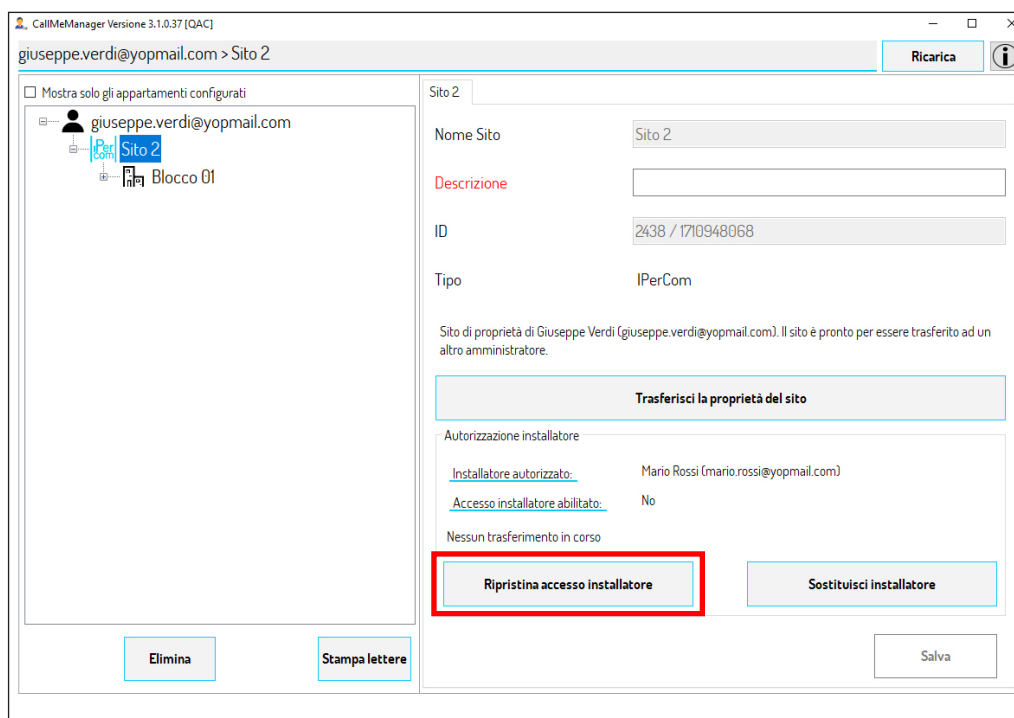 CallMeManager Versione 3.1.0.37 [QAC]
giuseppe.verdi@yopmail.com > Sito 2
Ricarica
Mostra solo gli appartamenti configurati
giuseppe.verdi@yopmail.com
IPer
com
Sito 2
Blocco 01
Sito 2
Nome Sito
Sito 2
Descrizione
ID
2438 / 1710948068
Tipo
IPerCom
Sito di proprietà di Giuseppe Verdi (giuseppe.verdi@yopmail.com). Il sito è pronto per essere trasferito ad un
altro amministratore.
Trasferisci la proprietà del sito
Autorizzazione installatore
Installatore autorizzato:
Mario Rossi (mario.rossi@yopmail.com)
Accesso installatore abilitato:
No
Nessun trasferimento in corso
Ripristina accesso installatore
Sostituisci installatore
Elimina
Stampa lettere
Salva